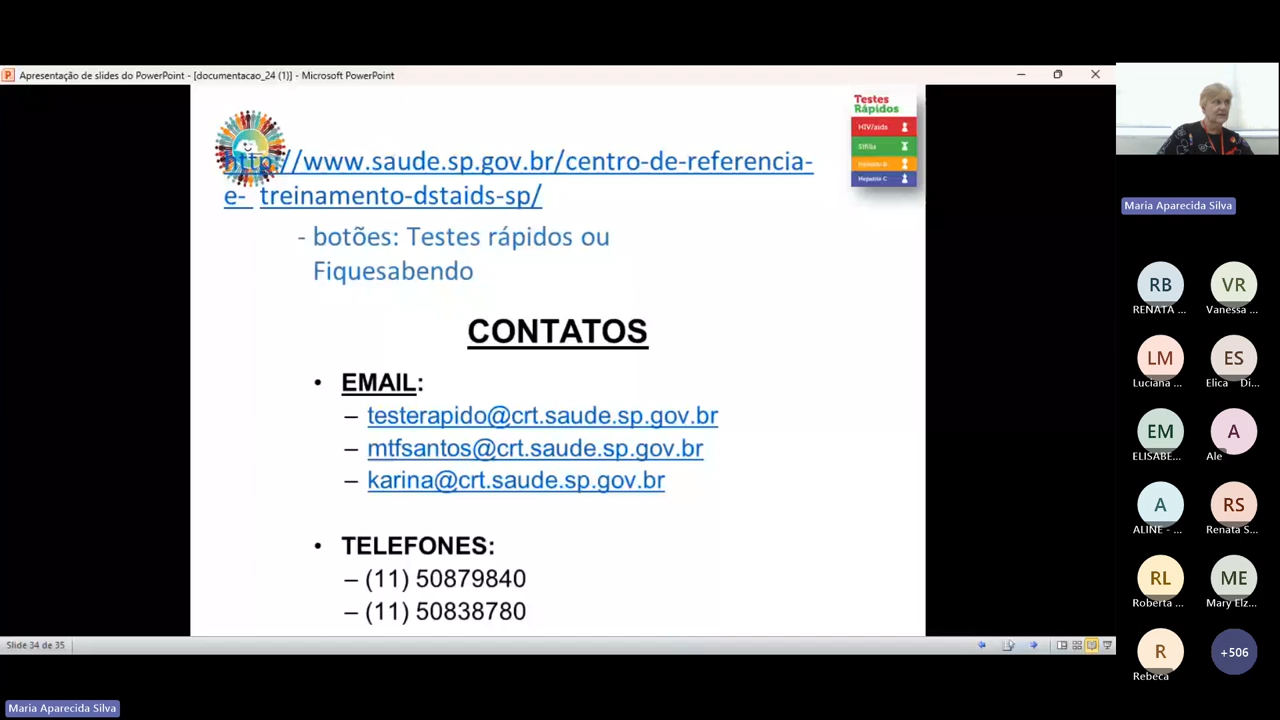 Apresentação de slides do PowerPoint - [documentacao_24 (1)] - Microsoft PowerPoint
Testes
Rápidos
HIV/aids
Sífilis
Hepatite B
Hepatite C
http://www.saude.sp.gov.br/centro-de-referencia-
e- treinamento-dstaids-sp/
- botões: Testes rápidos ou
Fiquesabendo
CONTATOS
• EMAIL:
– testerapido@crt.saude.sp.gov.br
– mtfsantos@crt.saude.sp.gov.br
– karina@crt.saude.sp.gov.br
• TELEFONES:
– (11) 50879840
– (11) 50838780
Slide 34 de 35
Maria Aparecida Silva
Maria Aparecida Silva
RB
RENATA ...
VR
Vanessa ...
LM
Luciana ...
ES
Elica Di...
EM
ELISABE...
A
Ale
A
ALINE - ...
RS
Renata S...
RL
Roberta ...
ME
Mary Elz...
R
Rebeca
+506